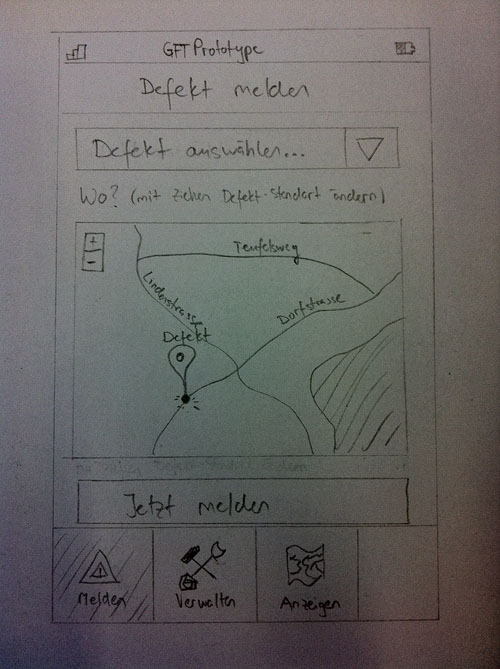 GFT Prototype
Defekt melden
Defekt auswählen...
Wo? (mit ziehen Defekt-Standort ändern)
+
-
Teufelsweg
Lindenstrasse
Dorfstrasse
Defekt
Jetzt melden
Melden
Verwalten
Anzeigen